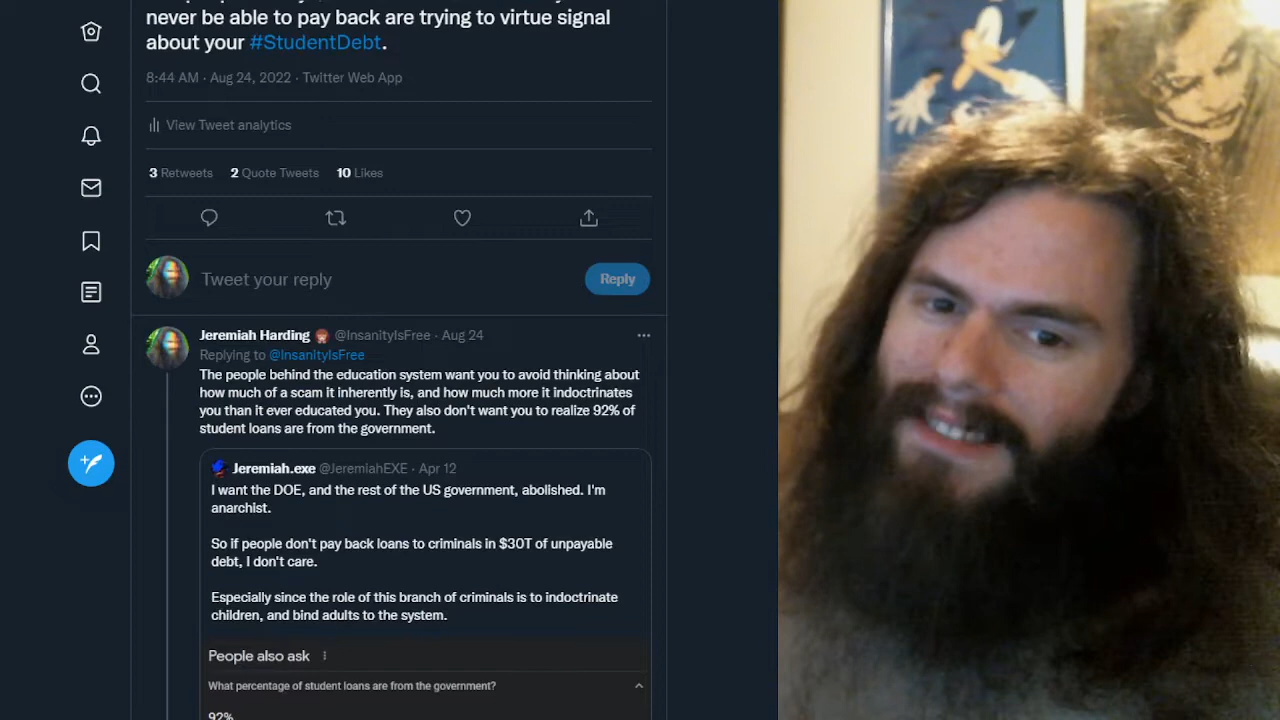 never be able to pay back are trying to virtue signal
about your #StudentDebt.
8:44 AM · Aug 24, 2022 · Twitter Web App
View Tweet analytics
3 Retweets 2 Quote Tweets 10 Likes
Tweet your reply
Reply
Jeremiah Harding @InsanityIsFree · Aug 24
Replying to @InsanityIsFree
The people behind the education system want you to avoid thinking about
how much of a scam it inherently is, and how much more it indoctrinates
you than it ever educated you. They also don't want you to realize 92% of
student loans are from the government.
Jeremiah.exe @JeremiahEXE · Apr 12
I want the DOE, and the rest of the US government, abolished. I'm
anarchist.
So if people don't pay back loans to criminals in $30T of unpayable
debt, I don't care.
Especially since the role of this branch of criminals is to indoctrinate
children, and bind adults to the system.
People also ask
What percentage of student loans are from the government?
92%